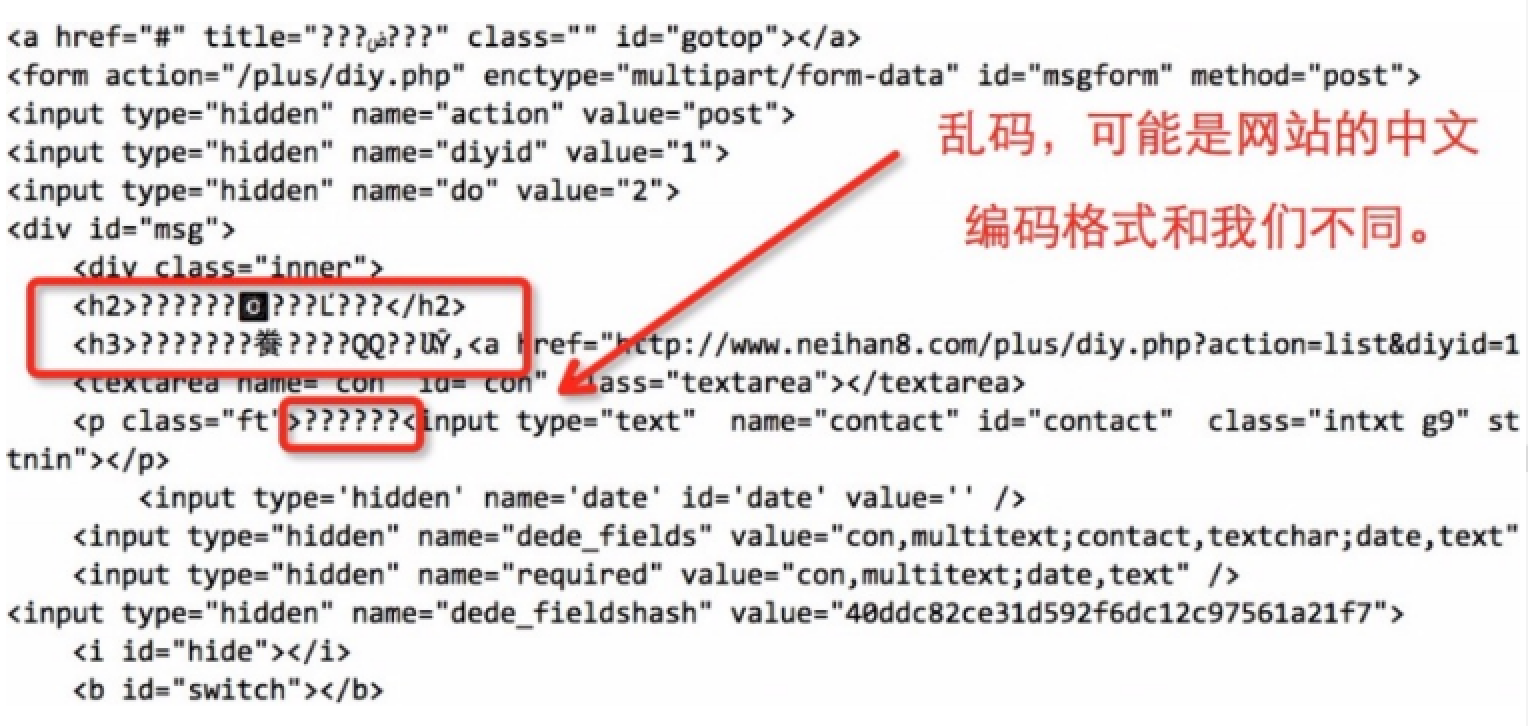 <a href="#" title="???ض???" class="" id="gotop"></a>
<form action="/plus/diy.php" enctype="multipart/form-data" id="msgform" method="post">
<input type="hidden" name="action" value="post">
<input type="hidden" name="diyid" value="1">
<input type="hidden" name="do" value="2">
<div id="msg">
<div class="inner">
<h2>?????????Ľ???</h2>
<h3>???????誊????QQ??,<a href="http://www.neihan8.com/plus/diy.php?action=list&diyid=1
<textarea name="con" id="con" class="textarea"></textarea>
<p class="ft">??????<input type="text" name="contact" id="contact" class="intxt g9" st
tnin"></p>
<input type='hidden' name='date' id='date' value='' />
<input type="hidden" name="dede_fields" value="con,multitext;contact,textchar;date,text"
<input type="hidden" name="required" value="con,multitext;date,text" />
<input type="hidden" name="dede_fieldshash" value="40ddc82ce31d592f6dc12c97561a21f7">
<i id="hide"></i>
<b id="switch"></b>
乱码，可能是网站的中文
编码格式和我们不同。